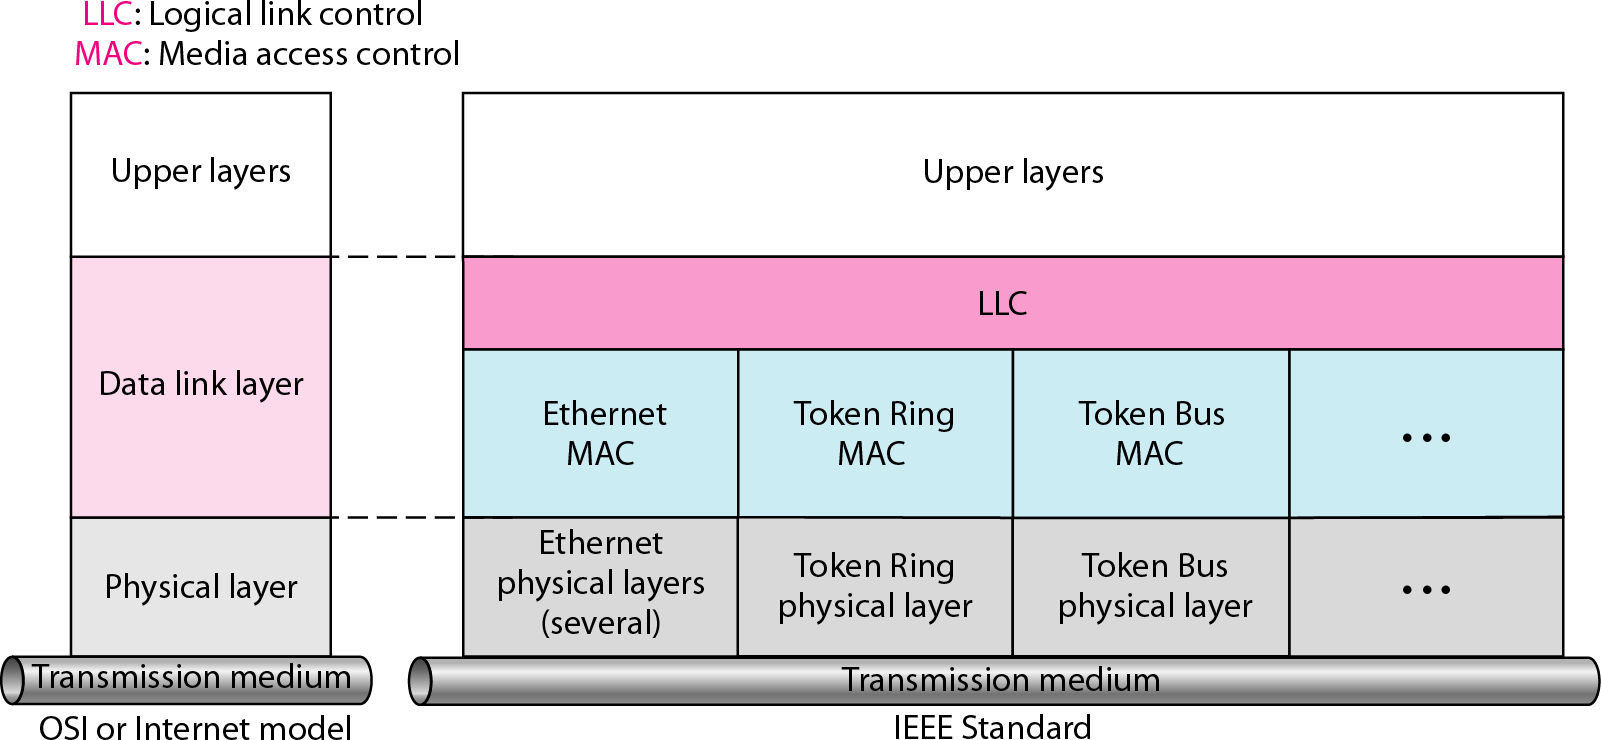 LLC: Logical link control
MAC: Media access control
Upper layers
Upper layers
LLC
Data link layer
Ethernet
MAC
Token Ring
MAC
Token Bus
MAC
...
Physical layer
Ethernet
physical layers
(several)
Token Ring
physical layer
Token Bus
physical layer
...
Transmission medium
Transmission medium
OSI or Internet model
IEEE Standard